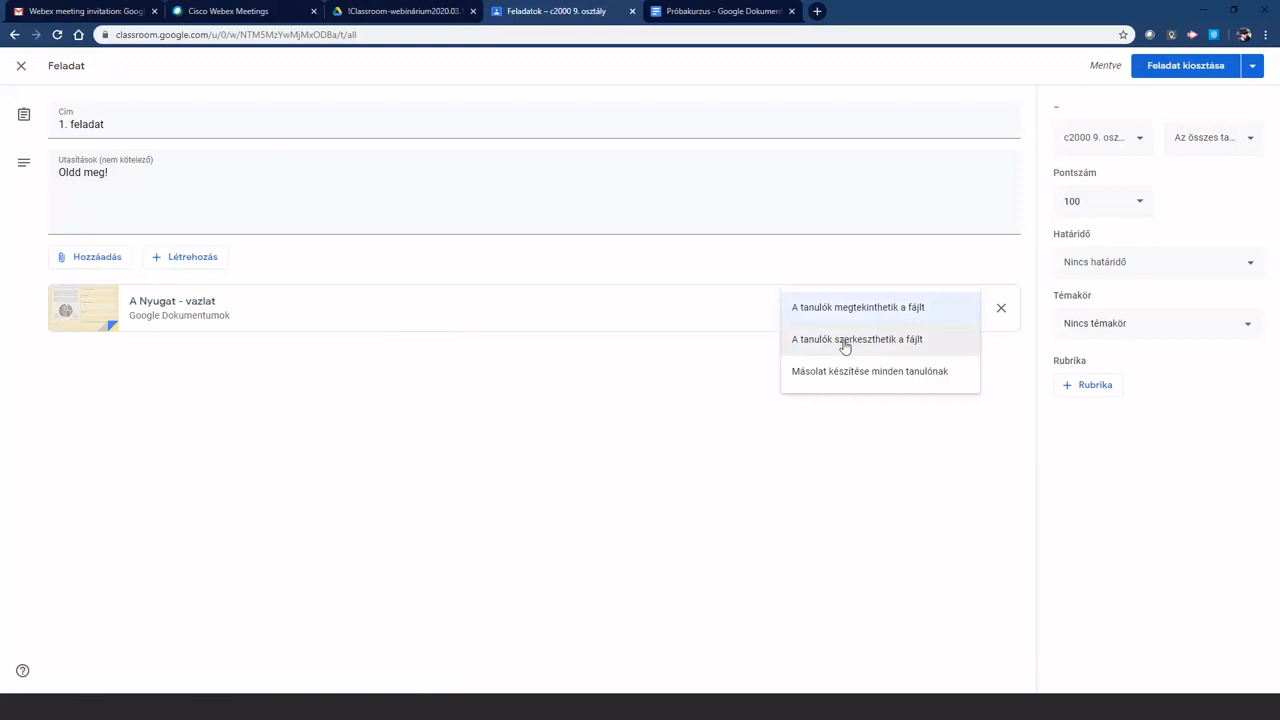 Webex meeting invitation: Goog
Cisco Webex Meetings
!Classroom-webinárium2020.03.
Feladatok – c2000 9. osztály
Próbakurzus - Google Dokument
classroom.google.com/u/0/w/NTM5MzYwMjMxODBa/t/all
Feladat
Mentve
Feladat kiosztása
Cím
1. feladat
Utasítások (nem kötelező)
Oldd meg!
Hozzáadás
Létrehozás
A Nyugat - vazlat
Google Dokumentumok
A tanulók megtekinthetik a fájlt
A tanulók szerkeszthetik a fájlt
Másolat készítése minden tanulónak
–
c2000 9. osz...
Az összes ta...
Pontszám
100
Határidő
Nincs határidő
Témakör
Nincs témakör
Rubrika
+ Rubrika